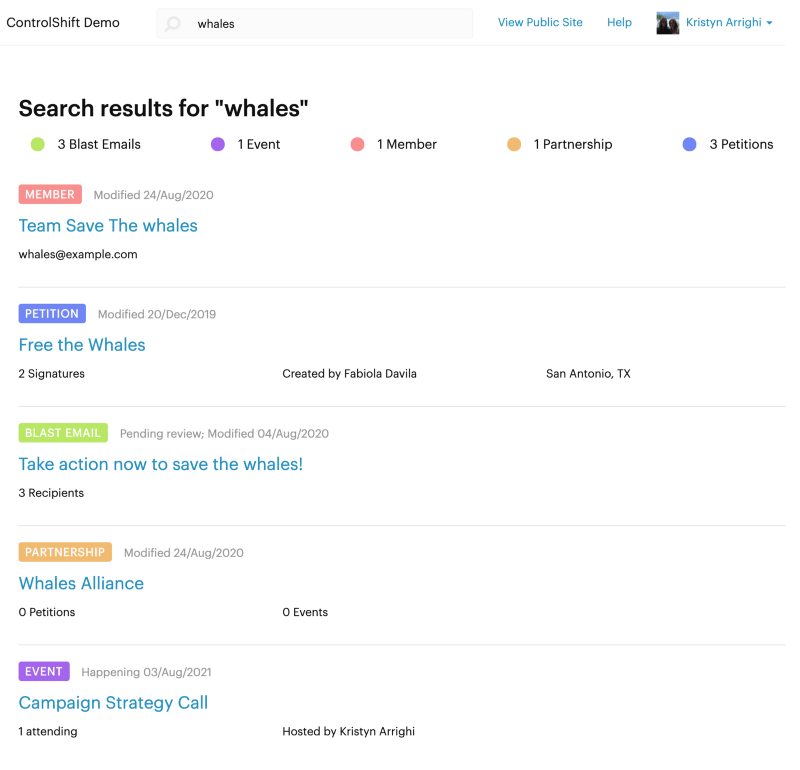 ControlShift Demo whales View Public Site Help Kristyn Arrighi
Search results for "whales"
3 Blast Emails 1 Event 1 Member 1 Partnership 3 Petitions
MEMBER Modified 24/Aug/2020
Team Save The whales
whales@example.com
PETITION Modified 20/Dec/2019
Free the Whales
2 Signatures Created by Fabiola Davila San Antonio, TX
BLAST EMAIL Pending review; Modified 04/Aug/2020
Take action now to save the whales!
3 Recipients
PARTNERSHIP Modified 24/Aug/2020
Whales Alliance
0 Petitions 0 Events
EVENT Happening 03/Aug/2021
Campaign Strategy Call
1 attending Hosted by Kristyn Arrighi